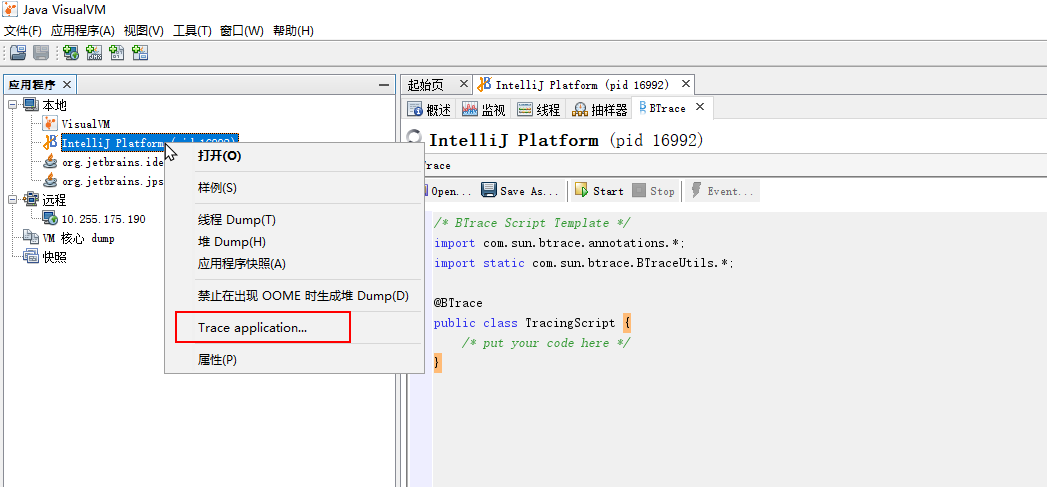 Java VisualVM
文件(F) 应用程序(A) 视图(V) 工具(T) 窗口(W) 帮助(H)
应用程序
本地
VisualVM
IntelliJ Platform (pid 16992)
org.jetbrains.ide
org.jetbrains.jps
远程
10.255.175.190
VM 核心 dump
快照
打开(O)
样例(S)
线程 Dump(T)
堆 Dump(H)
应用程序快照(A)
禁止在出现 OOME 时生成堆 Dump(D)
Trace application...
属性(P)
起始页 IntelliJ Platform (pid 16992)
概述 监视 线程 抽样器 BTrace
IntelliJ Platform (pid 16992)
race
Open... Save As... Start Stop Event...
/* BTrace Script Template */
import com.sun.btrace.annotations.*;
import static com.sun.btrace.BTraceUtils.*;
@BTrace
public class TracingScript {
/* put your code here */
}